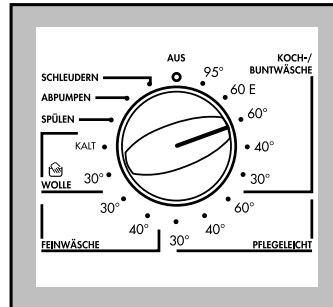 AUS
KOCH-/
BUNTWÄSCHE
SCHLEUDERN
95°
ABPUMPEN
60 E
SPÜLEN
60°
KALT
40°
30°
30°
WOLLE
30°
60°
40°
40°
30°
FEINWÄSCHE
PFLEGELEICHT